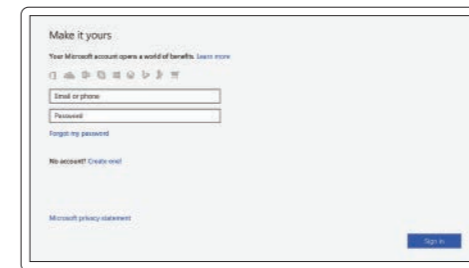 Make it yours
Your Microsoft account opens a world of benefits. Learn more
Email or phone
Password
Forgot my password
No account? Create one!
Microsoft privacy statement
Sign in